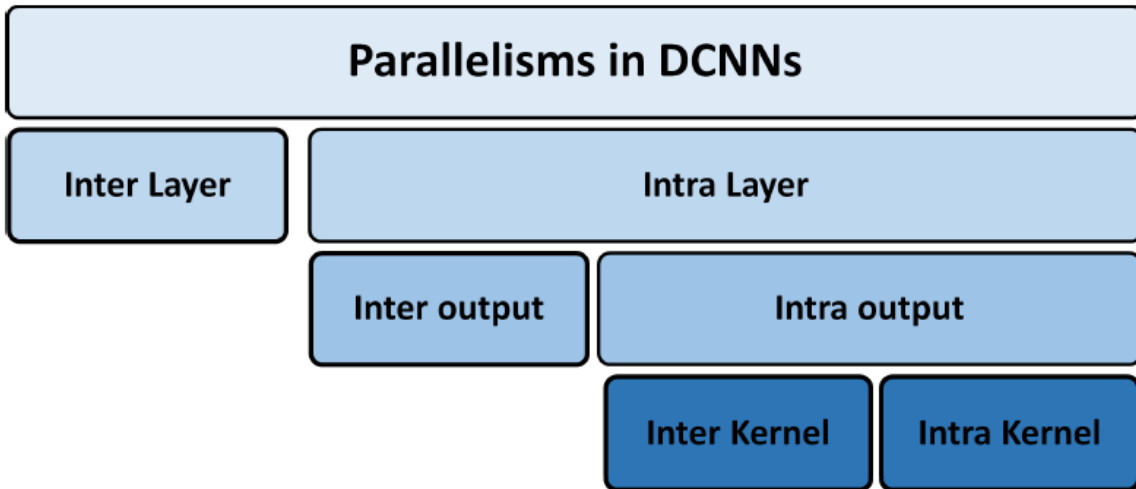 Parallelisms in DCNNs
Inter Layer
Intra Layer
Inter output
Intra output
Inter Kernel
Intra Kernel